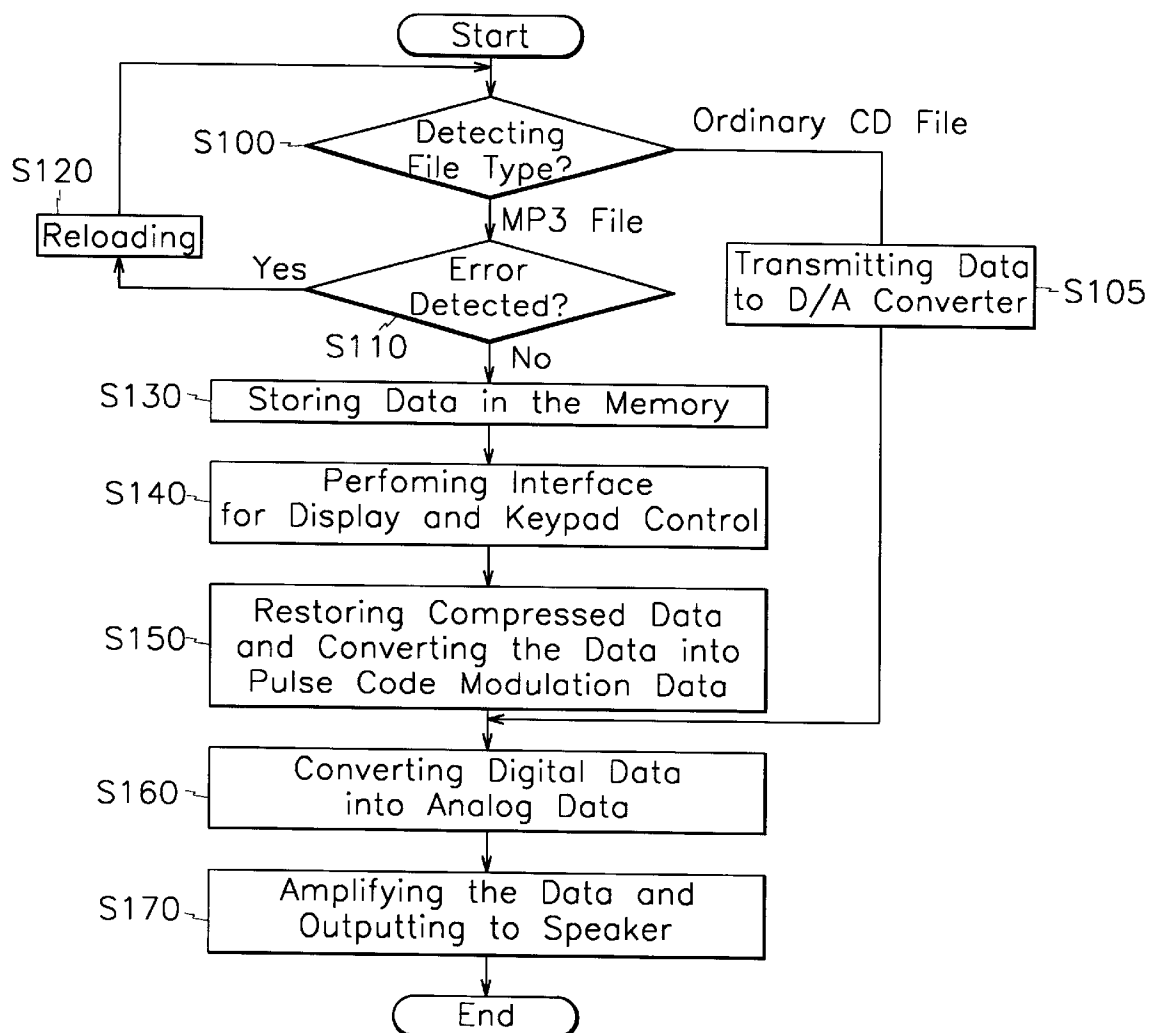 Start
S100
Detecting
File Type?
Ordinary CD File
S120
Reloading
MP3 File
Yes
Error
Detected?
S110
No
Transmitting Data
to D/A Converter
S105
S130
Storing Data in the Memory
S140
Perfoming Interface
for Display and Keypad Control
S150
Restoring Compressed Data
and Converting the Data into
Pulse Code Modulation Data
S160
Converting Digital Data
into Analog Data
S170
Amplifying the Data and
Outputting to Speaker
End